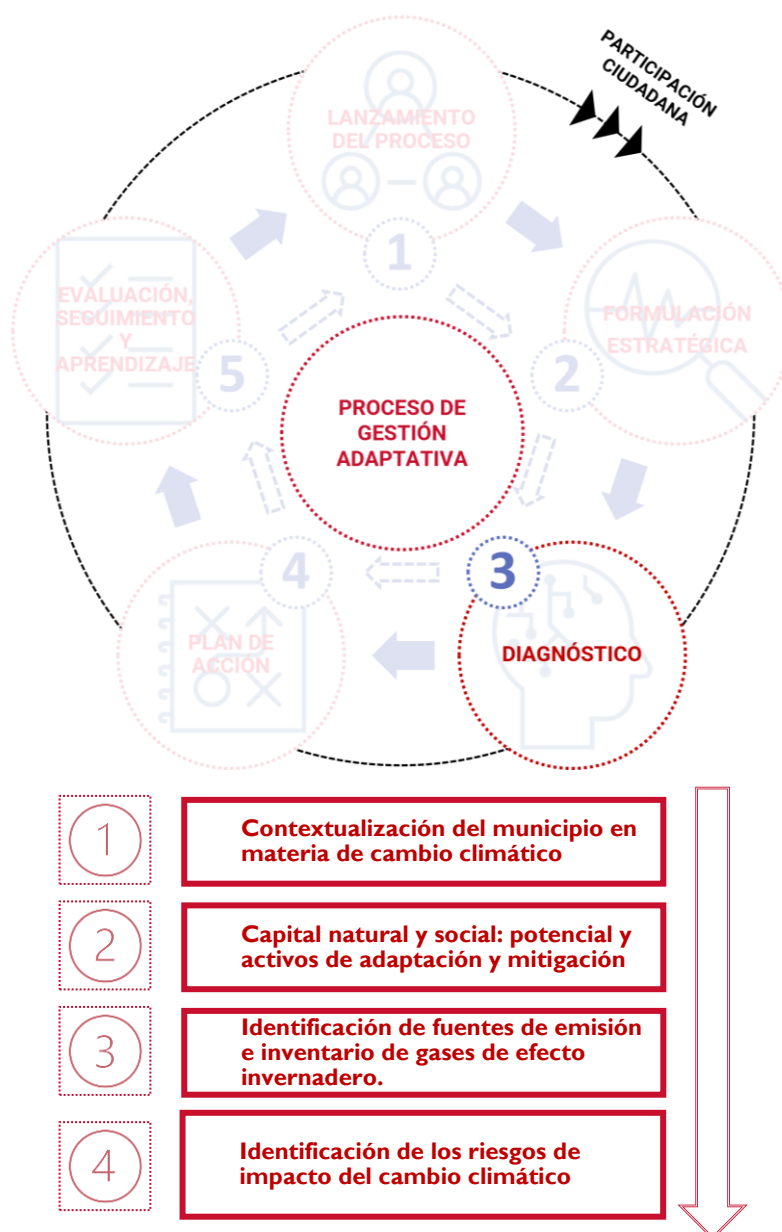 PARTICIPACIÓN
CIUDADANA
LANZAMIENTO
DEL PROCESO
1
EVALUACIÓN,
SEGUIMIENTO
Y
APRENDIZAJE
5
FORMULACIÓN
ESTRATÉGICA
2
PROCESO DE
GESTIÓN
ADAPTATIVA
4
3
PLAN DE
ACCIÓN
DIAGNÓSTICO
1
Contextualización del municipio en
materia de cambio climático
2
Capital natural y social: potencial y
activos de adaptación y mitigación
3
Identificación de fuentes de emisión
e inventario de gases de efecto
invernadero.
4
Identificación de los riesgos de
impacto del cambio climático